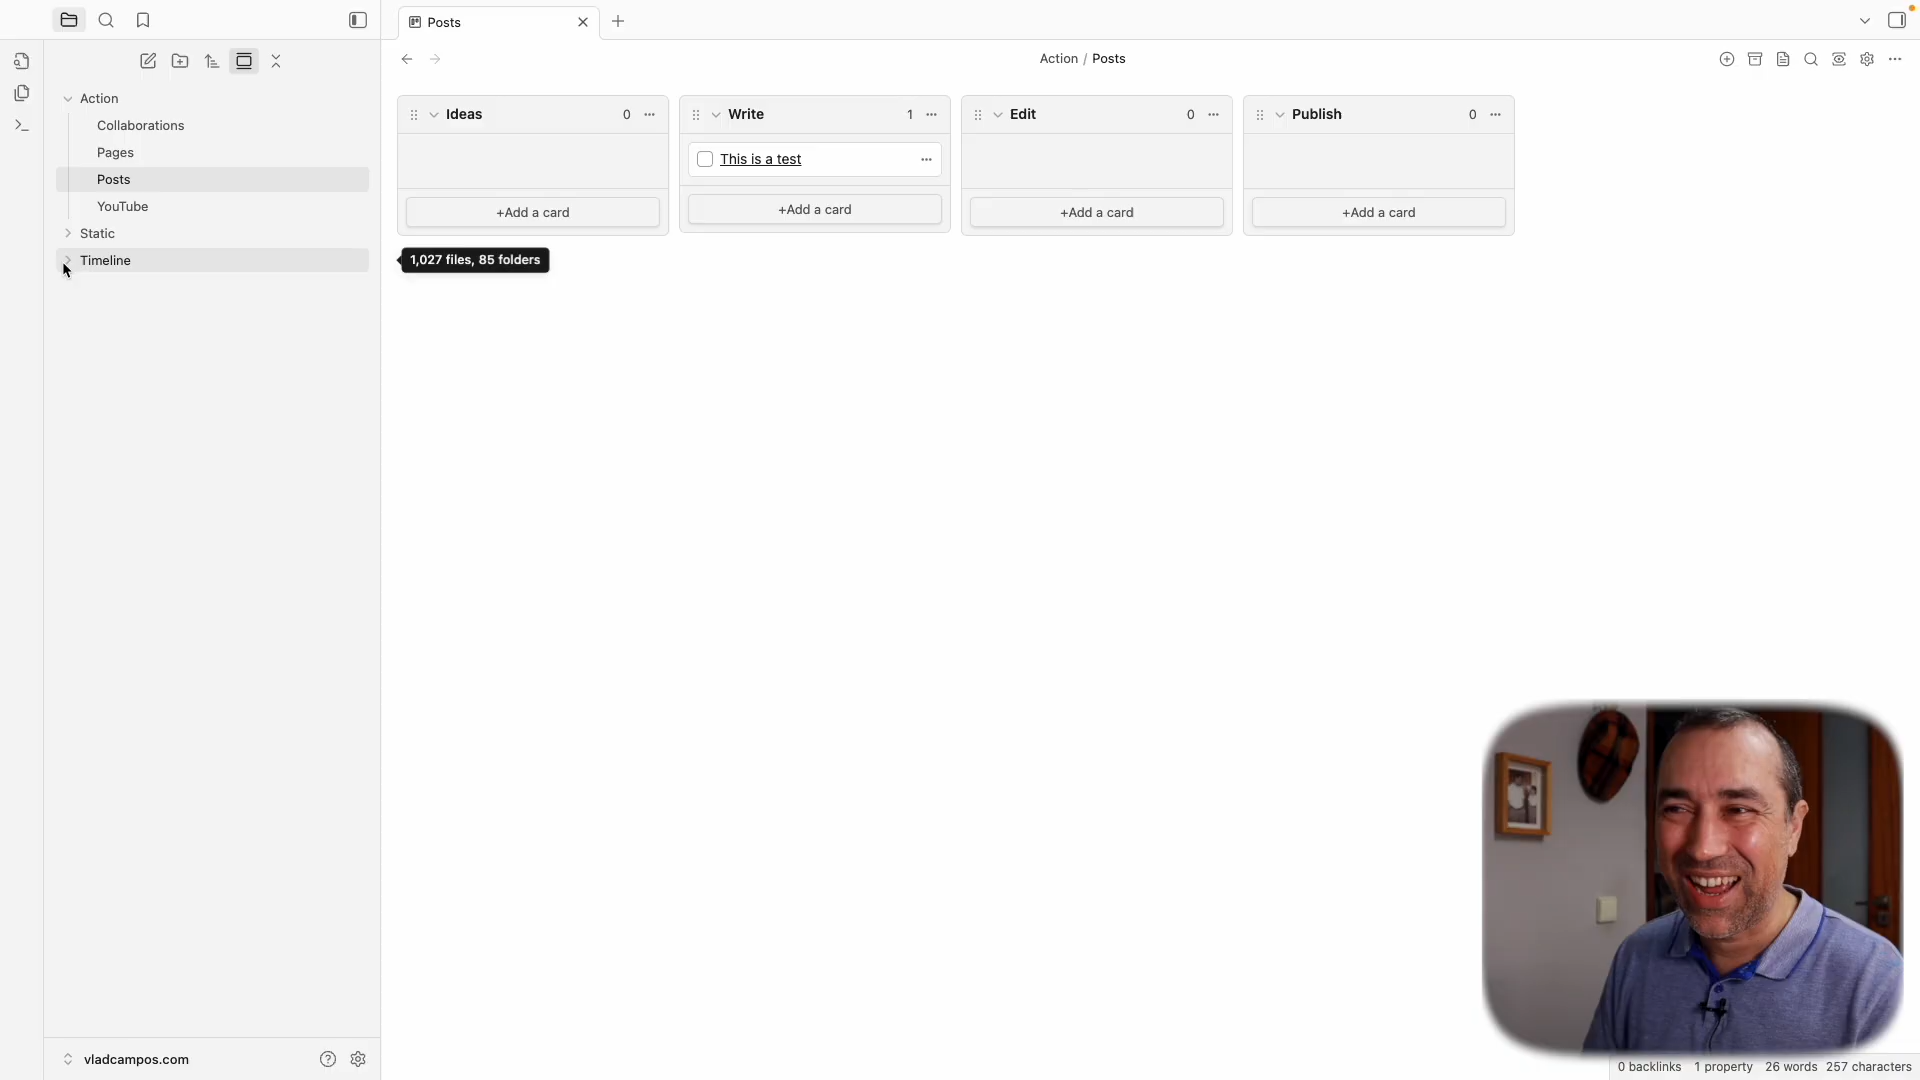 Posts
Action / Posts
Action
Collaborations
Pages
Posts
YouTube
Static
Timeline
1,027 files, 85 folders
Ideas 0
+Add a card
Write 1
This is a test
+Add a card
Edit 0
+Add a card
Publish 0
+Add a card
vladcampos.com
0 backlinks 1 property 26 words 257 characters